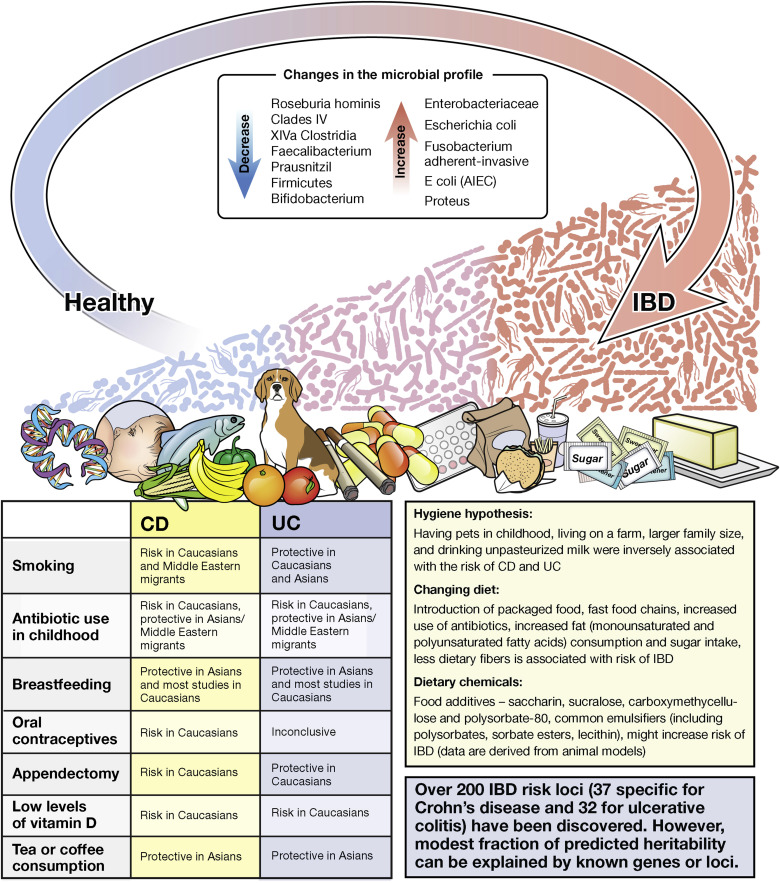 Changes in the microbial profile
Decrease
Roseburia hominis
Clades IV
XIVa Clostridia
Faecalibacterium
Prausnitzil
Firmicutes
Bifidobacterium
Increase
Enterobacteriaceae
Escherichia coli
Fusobacterium
adherent-invasive
E coli (AIEC)
Proteus
Healthy
IBD
Sugar
Sugar
CD
UC
Smoking
Risk in Caucasians
and Middle Eastern
migrants
Protective in
Caucasians
and Asians
Antibiotic use
in childhood
Risk in Caucasians,
protective in Asians/
Middle Eastern
migrants
Risk in Caucasians,
protective in Asians/
Middle Eastern
migrants
Breastfeeding
Protective in Asians
and most studies in
Caucasians
Protective in Asians
and most studies in
Caucasians
Oral
contraceptives
Risk in Caucasians
Inconclusive
Appendectomy
Risk in Caucasians
Protective in
Caucasians
Low levels
of vitamin D
Risk in Caucasians
Risk in Caucasians
Tea or coffee
consumption
Protective in Asians
Protective in Asians
Hygiene hypothesis:
Having pets in childhood, living on a farm, larger family size,
and drinking unpasteurized milk were inversely associated
with the risk of CD and UC
Changing diet:
Introduction of packaged food, fast food chains, increased
use of antibiotics, increased fat (monounsaturated and
polyunsaturated fatty acids) consumption and sugar intake,
less dietary fibers is associated with risk of IBD
Dietary chemicals:
Food additives – saccharin, sucralose, carboxymethycellu-
lose and polysorbate-80, common emulsifiers (including
polysorbates, sorbate esters, lecithin), might increase risk of
IBD (data are derived from animal models)
Over 200 IBD risk loci (37 specific for
Crohn's disease and 32 for ulcerative
colitis) have been discovered. However,
modest fraction of predicted heritability
can be explained by known genes or loci.